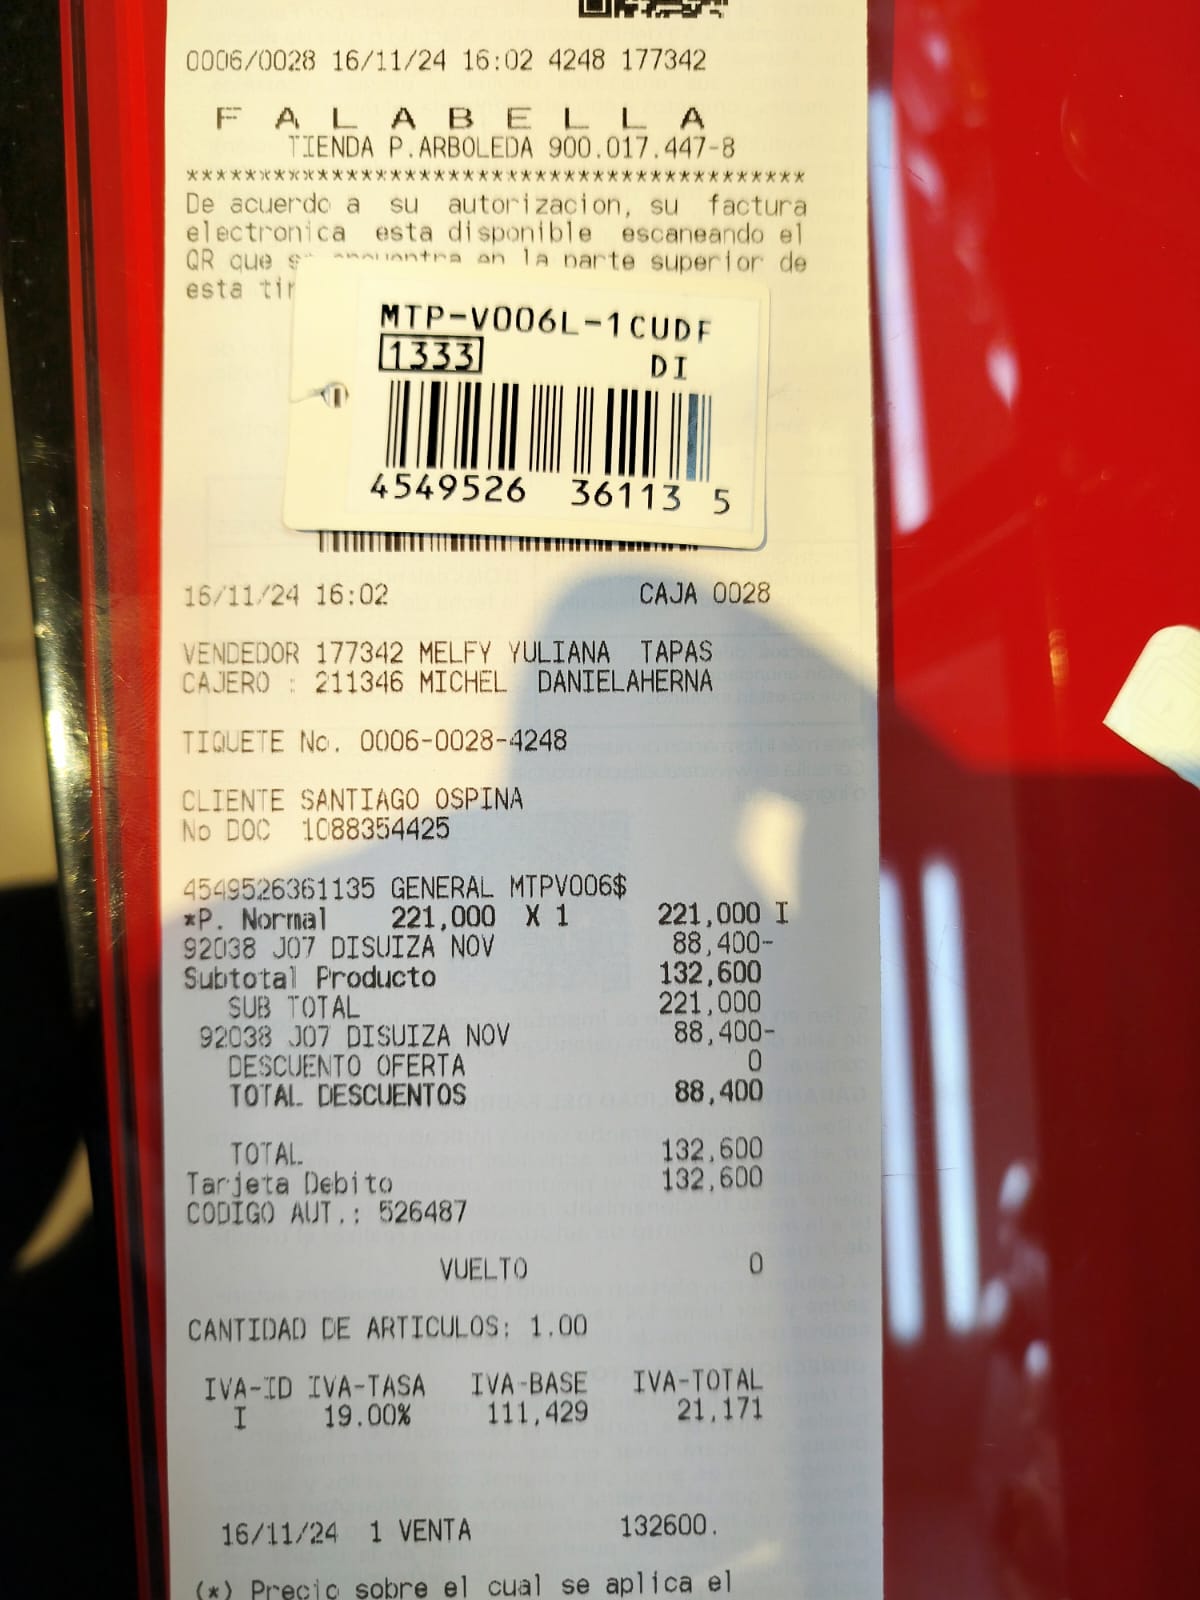 0006/0028 16/11/24 16:02 4248 177342
F A L A B E L L A
TIENDA P.ARBOLEDA 900.017.447-8
*******************************************
De acuerdo a su autorizacion, su factura
electronica esta disponible escaneando el
QR que se encuentra en la parte superior de
esta
MTP-V006L-1CUDF
1333 DI
4549526 36113 5
16/11/24 16:02 CAJA 0028
VENDEDOR 177342 MELFY YULIANA TAPAS
CAJERO : 211346 MICHEL DANIELAHERNA
TIQUETE No. 0006-0028-4248
CLIENTE SANTIAGO OSPINA
No DOC 1088354425
4549526361135 GENERAL MTPV006$
*P. Normal 221,000 X 1 221,000 I
92038 J07 DISUIZA NOV 88,400-
Subtotal Producto 132,600
SUB TOTAL 221,000
92038 J07 DISUIZA NOV 88,400-
DESCUENTO OFERTA 0
TOTAL DESCUENTOS 88,400
TOTAL 132,600
Tarjeta Debito 132,600
CODIGO AUT.: 526487
VUELTO 0
CANTIDAD DE ARTICULOS: 1.00
IVA-ID IVA-TASA IVA-BASE IVA-TOTAL
I 19.00% 111,429 21,171
16/11/24 1 VENTA 132600.
(*) Precio sobre el cual se aplica el